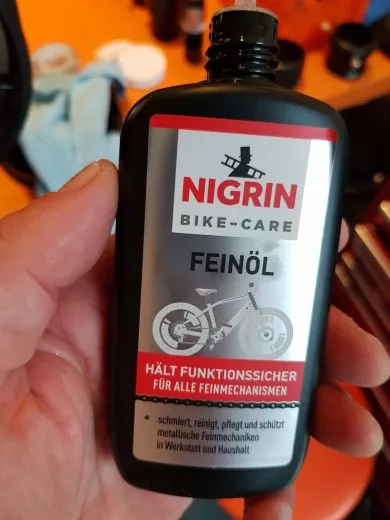 NIGRIN
BIKE-CARE
FEINÖL
HÄLT FUNKTIONSSICHER
FÜR ALLE FEINMECHANISMEN
• schmiert, reinigt, pflegt und schützt
metallische Feinmechaniken
in Werkstatt und Haushalt